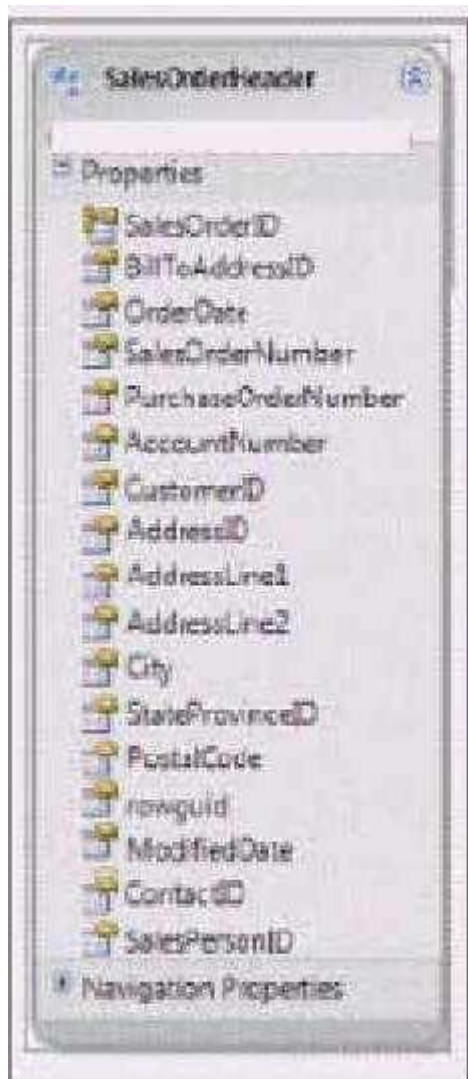 SalesOrderHeader
Properties
SalesOrderID
BillToAddressID
OrderDate
SalesOrderNumber
PurchaseOrderNumber
AccountNumber
CustomerID
AddressID
AddressLine1
AddressLine2
City
StateProvinceID
PostalCode
rowguid
ModifiedDate
ContactID
SalesPersonID
Navigation Properties